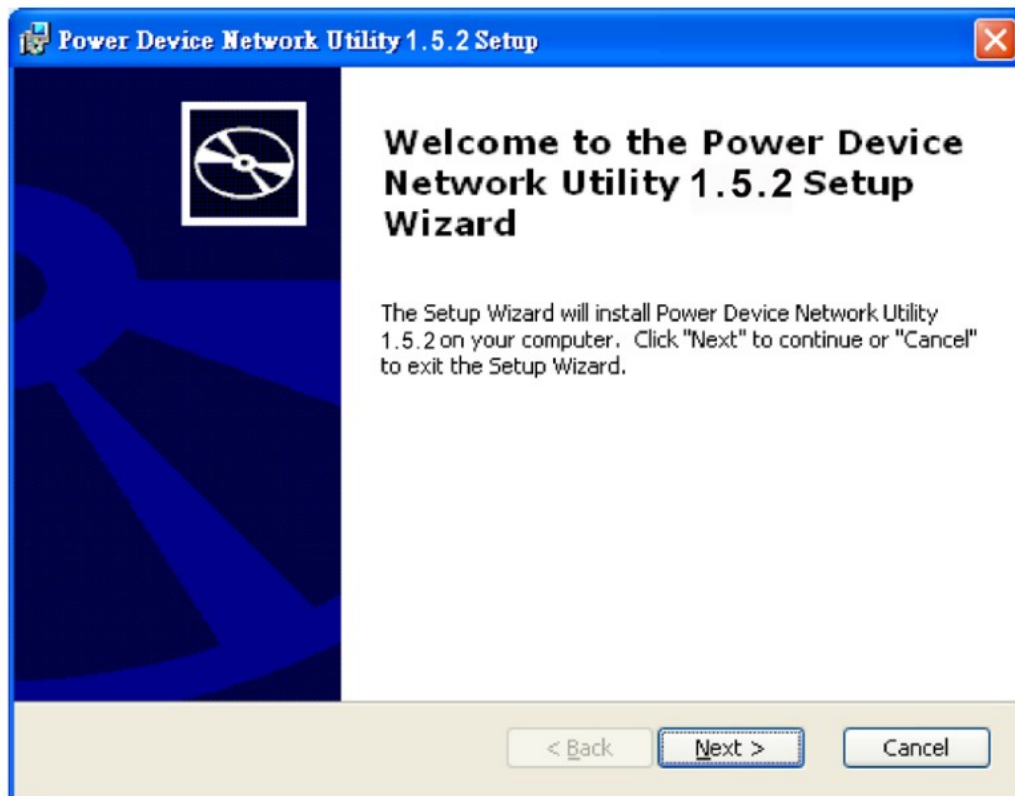 Power Device Network Utility 1.5.2 Setup
Welcome to the Power Device
Network Utility 1.5.2 Setup
Wizard
The Setup Wizard will install Power Device Network Utility
1.5.2 on your computer. Click "Next" to continue or "Cancel"
to exit the Setup Wizard.
< Back
Next >
Cancel